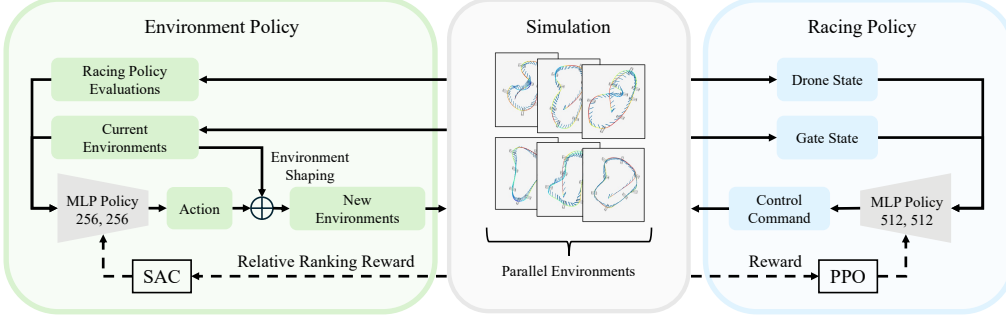 Environment Policy
Racing Policy
Evaluations
Current
Environments
Environment
Shaping
MLP Policy
256, 256
Action
New
Environments
SAC
Relative Ranking Reward
Simulation
Parallel Environments
Racing Policy
Drone State
Gate State
Control
Command
MLP Policy
512, 512
Reward
PPO